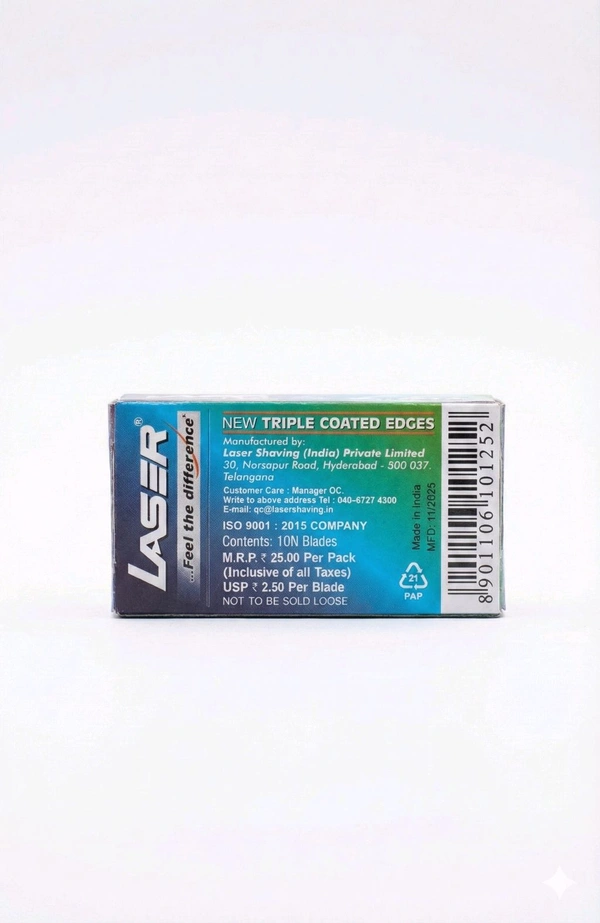 LASER®
...Feel the difference*
NEW TRIPLE COATED EDGES
Manufactured by:
Laser Shaving (India) Private Limited
30, Norsapur Road, Hyderabad - 500 037.
Telangana
Customer Care : Manager QC.
Write to above address Tel : 040-6727 4300
E-mail: qc@lasershaving.in
ISO 9001 : 2015 COMPANY
Contents: 10N Blades
M.R.P. ₹ 25.00 Per Pack
(Inclusive of all Taxes)
USP ₹ 2.50 Per Blade
NOT TO BE SOLD LOOSE
Made in India
MFD: 11/2025
21
PAP
8901106101252